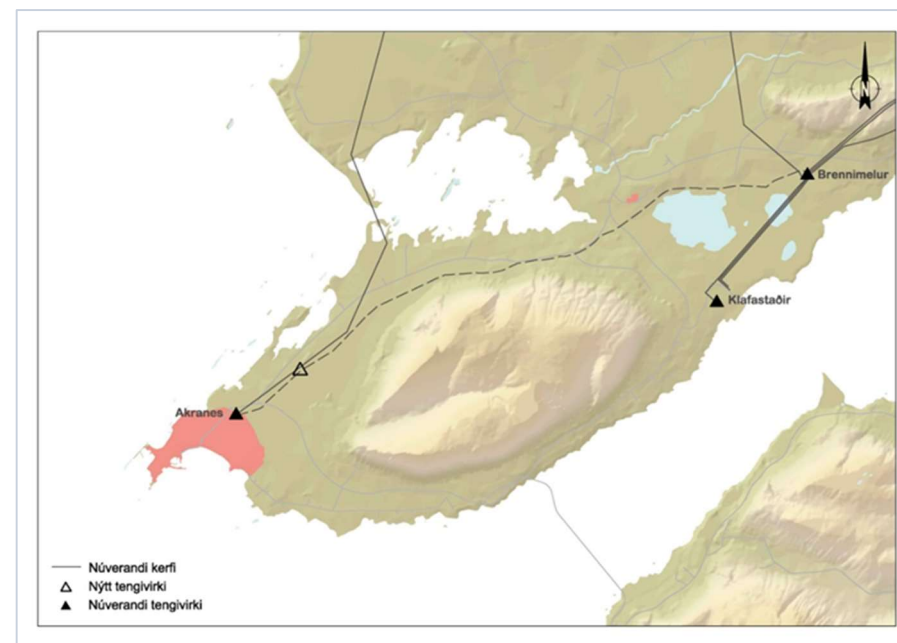 N
Brennimelur
Klafastaðir
Akranes
Núverandi kerfi
Nýtt tengivirki
Núverandi tengivirki